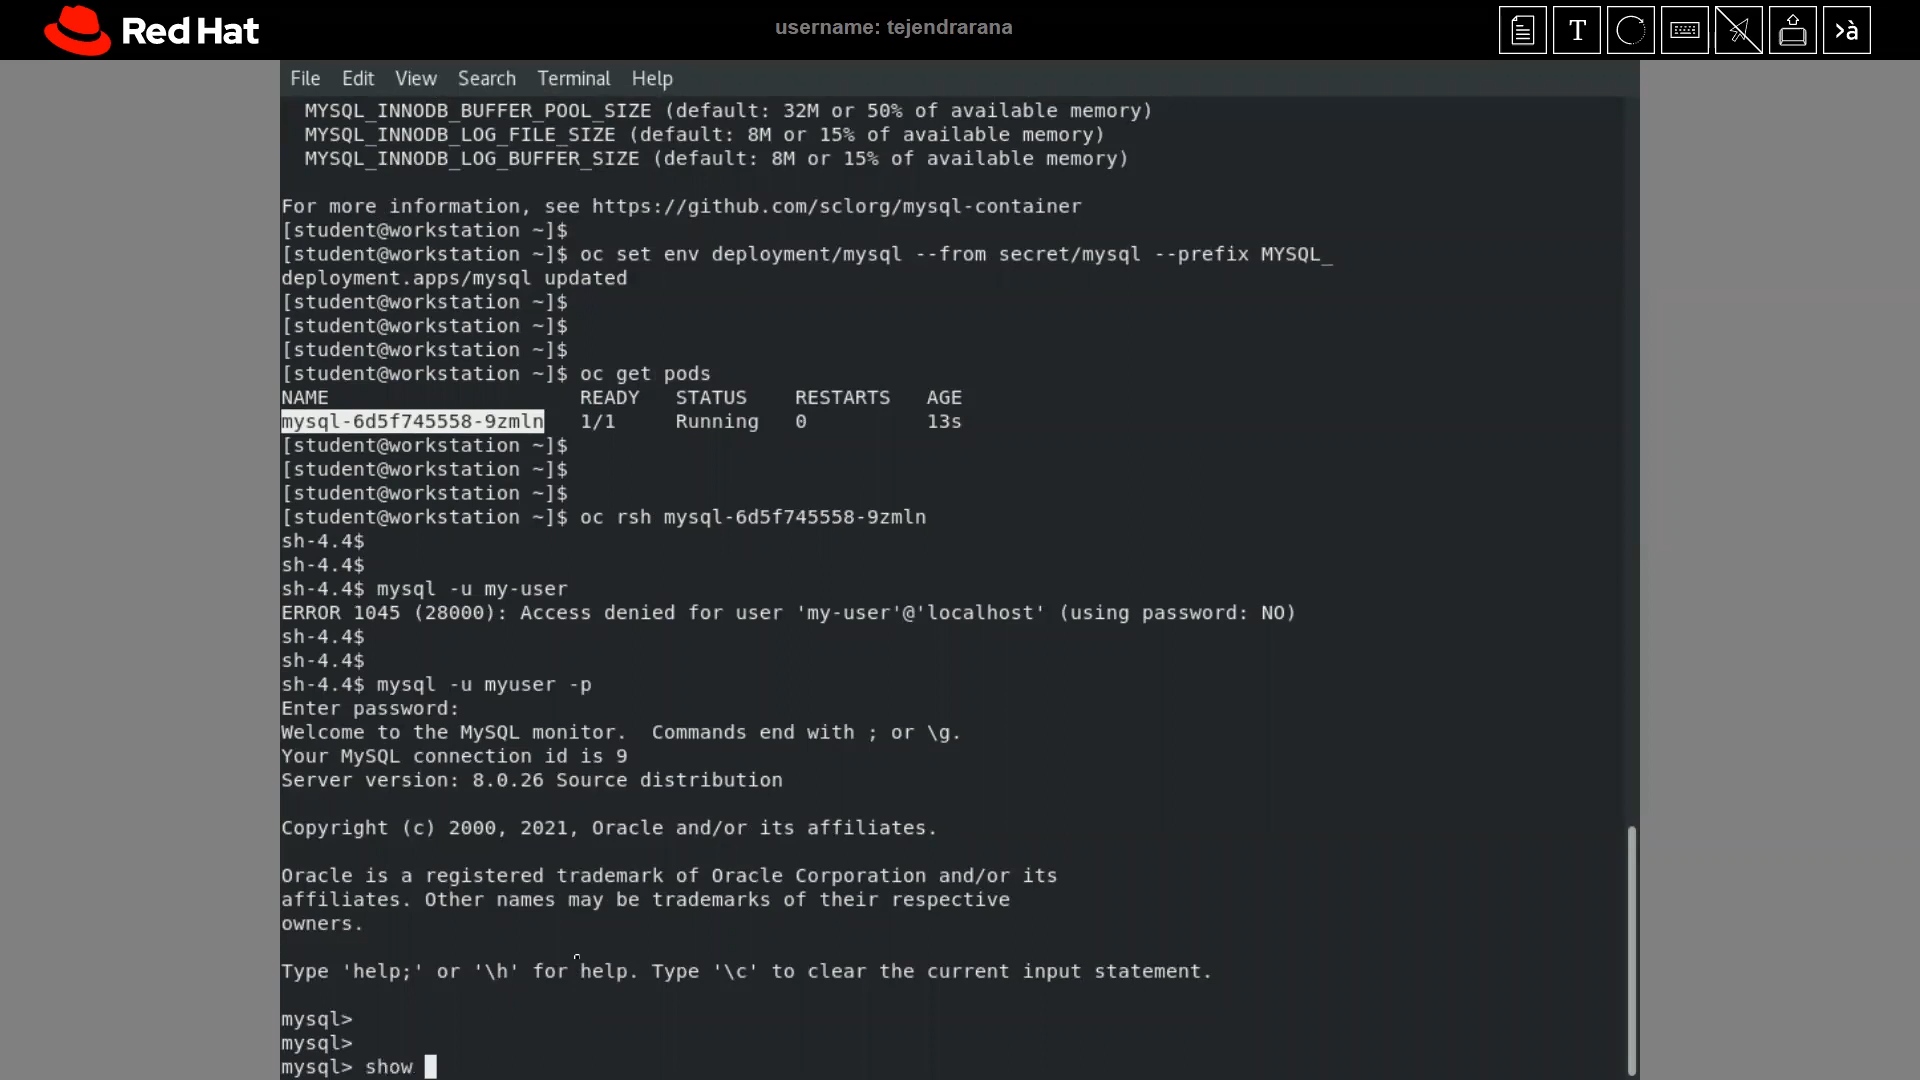 Red Hat
username: tejendrarana
T
>à
File Edit View Search Terminal Help
MYSQL_INNODB_BUFFER_POOL_SIZE (default: 32M or 50% of available memory)
MYSQL_INNODB_LOG_FILE_SIZE (default: 8M or 15% of available memory)
MYSQL_INNODB_LOG_BUFFER_SIZE (default: 8M or 15% of available memory)
For more information, see https://github.com/sclorg/mysql-container
[student@workstation ~]$
[student@workstation ~]$ oc set env deployment/mysql --from secret/mysql --prefix MYSQL_
deployment.apps/mysql updated
[student@workstation ~]$
[student@workstation ~]$
[student@workstation ~]$
[student@workstation ~]$ oc get pods
NAME READY STATUS RESTARTS AGE
mysql-6d5f745558-9zmln 1/1 Running 0 13s
[student@workstation ~]$
[student@workstation ~]$
[student@workstation ~]$
[student@workstation ~]$ oc rsh mysql-6d5f745558-9zmln
sh-4.4$
sh-4.4$
sh-4.4$ mysql -u my-user
ERROR 1045 (28000): Access denied for user 'my-user'@'localhost' (using password: NO)
sh-4.4$
sh-4.4$
sh-4.4$ mysql -u myuser -p
Enter password:
Welcome to the MySQL monitor.  Commands end with ; or \g.
Your MySQL connection id is 9
Server version: 8.0.26 Source distribution
Copyright (c) 2000, 2021, Oracle and/or its affiliates.
Oracle is a registered trademark of Oracle Corporation and/or its
affiliates. Other names may be trademarks of their respective
owners.
Type 'help;' or '\h' for help. Type '\c' to clear the current input statement.
mysql>
mysql>
mysql> show